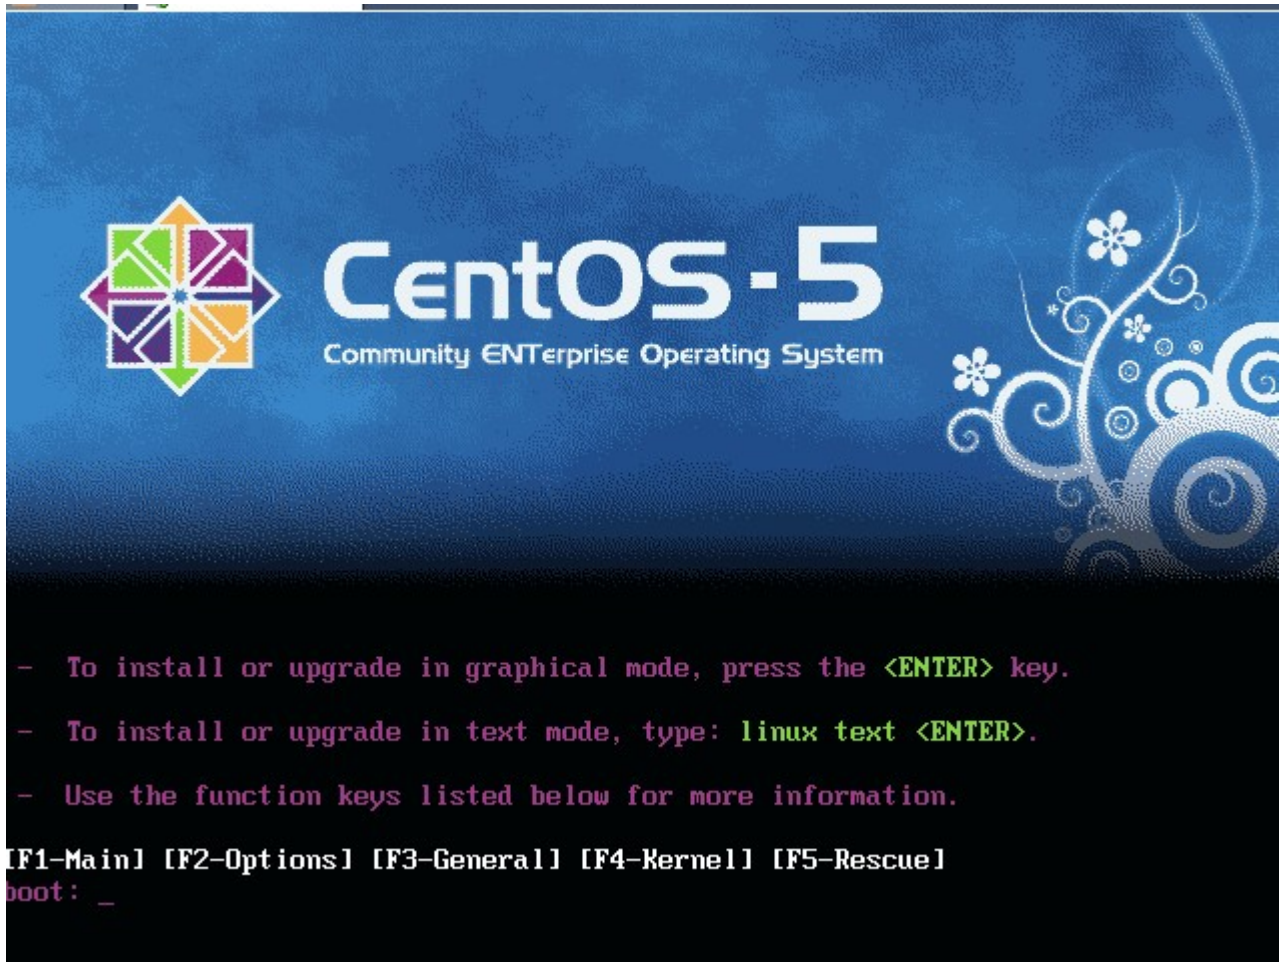 CentOS - 5
Community ENTerprise Operating System
-  To install or upgrade in graphical mode, press the <ENTER> key.
-  To install or upgrade in text mode, type: linux text <ENTER>.
-  Use the function keys listed below for more information.
[F1-Main] [F2-Options] [F3-General] [F4-Kernel] [F5-Rescue]
boot: _